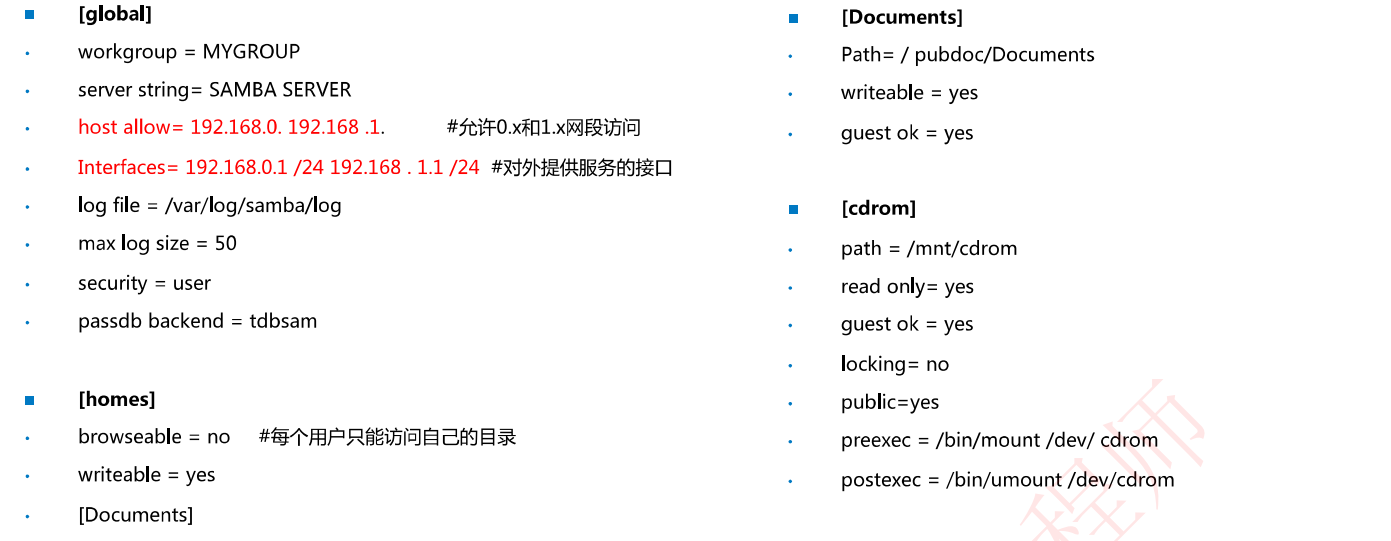 [global]
workgroup = MYGROUP
server string= SAMBA SERVER
host allow= 192.168.0. 192.168 .1. #允许0.x和1.x网段访问
Interfaces= 192.168.0.1 /24 192.168 . 1.1 /24 #对外提供服务的接口
log file = /var/log/samba/log
max log size = 50
security = user
passdb backend = tdbsam
[homes]
browseable = no #每个用户只能访问自己的目录
writeable = yes
[Documents]
[Documents]
Path= / pubdoc/Documents
writeable = yes
guest ok = yes
[cdrom]
path = /mnt/cdrom
read only= yes
guest ok = yes
locking= no
public=yes
preexec = /bin/mount /dev/ cdrom
postexec = /bin/umount /dev/cdrom
程师